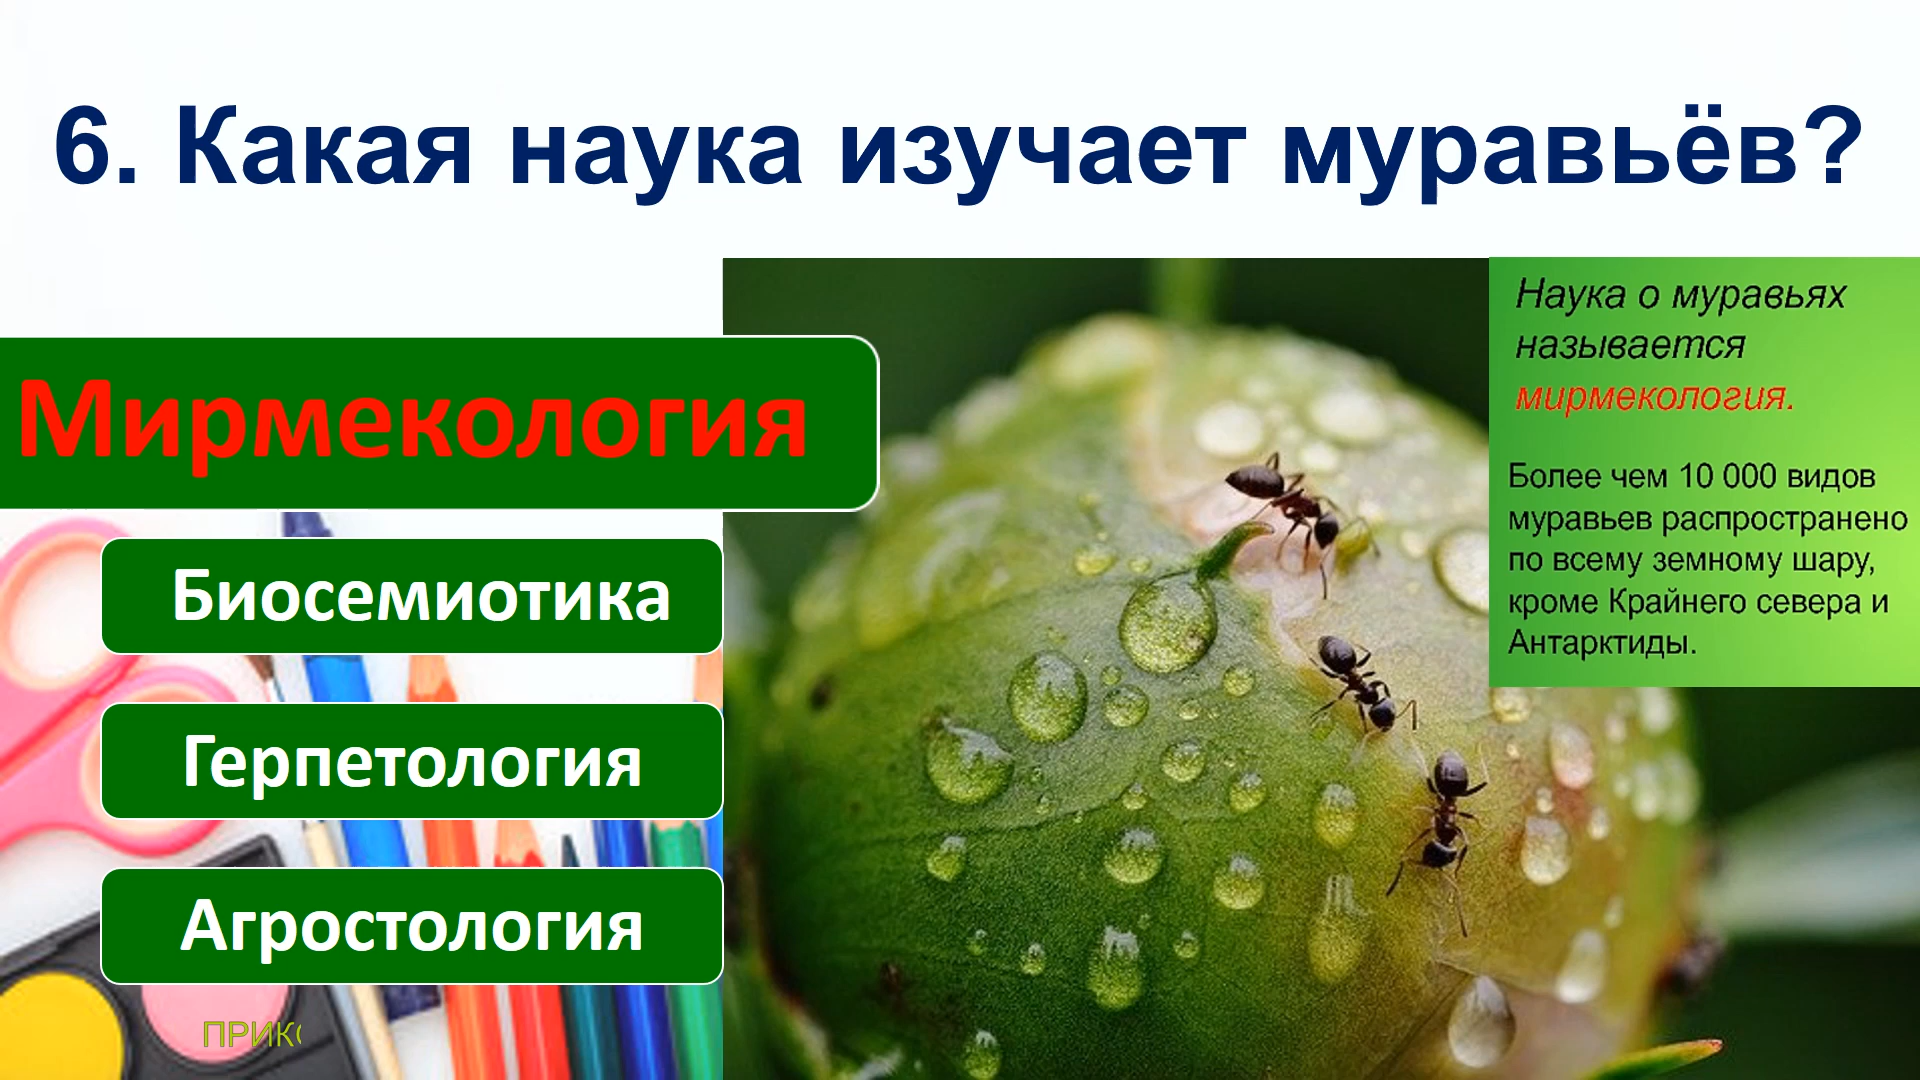 6. Какая наука изучает муравьёв?
Мирмекология
Биосемиотика
Герпетология
Агростология
Наука о муравьях
называется
мирмекология.
Более чем 10 000 видов
муравьев распространено
по всему земному шару,
кроме Крайнего севера и
Антарктиды.